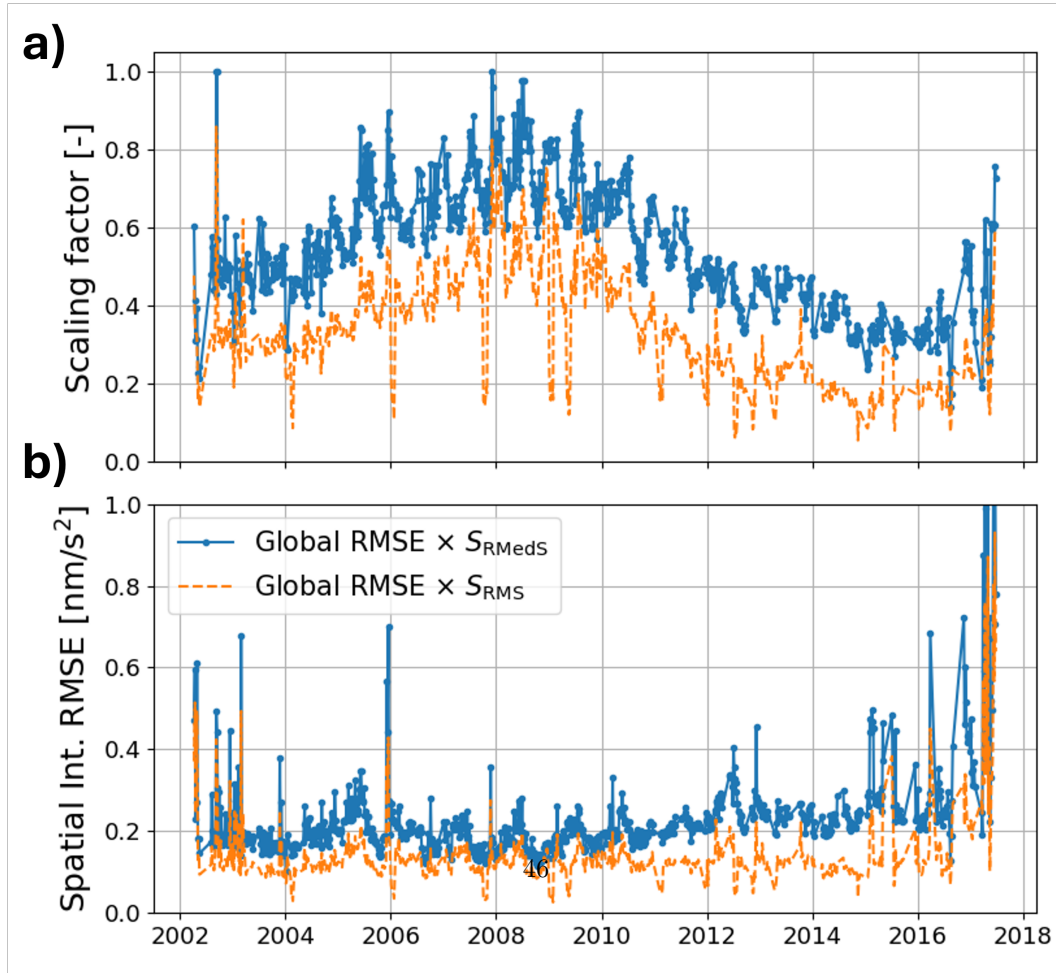 a)
Scaling factor [-]
1.0
0.8
0.6
0.4
0.2
0.0
2002 2004 2006 2008 2010 2012 2014 2016 2018
b)
Spatial Int. RMSE [nm/s²]
1.0
0.8
0.6
0.4
0.2
0.0
Global RMSE × S_RMedS
Global RMSE × S_RMS
46